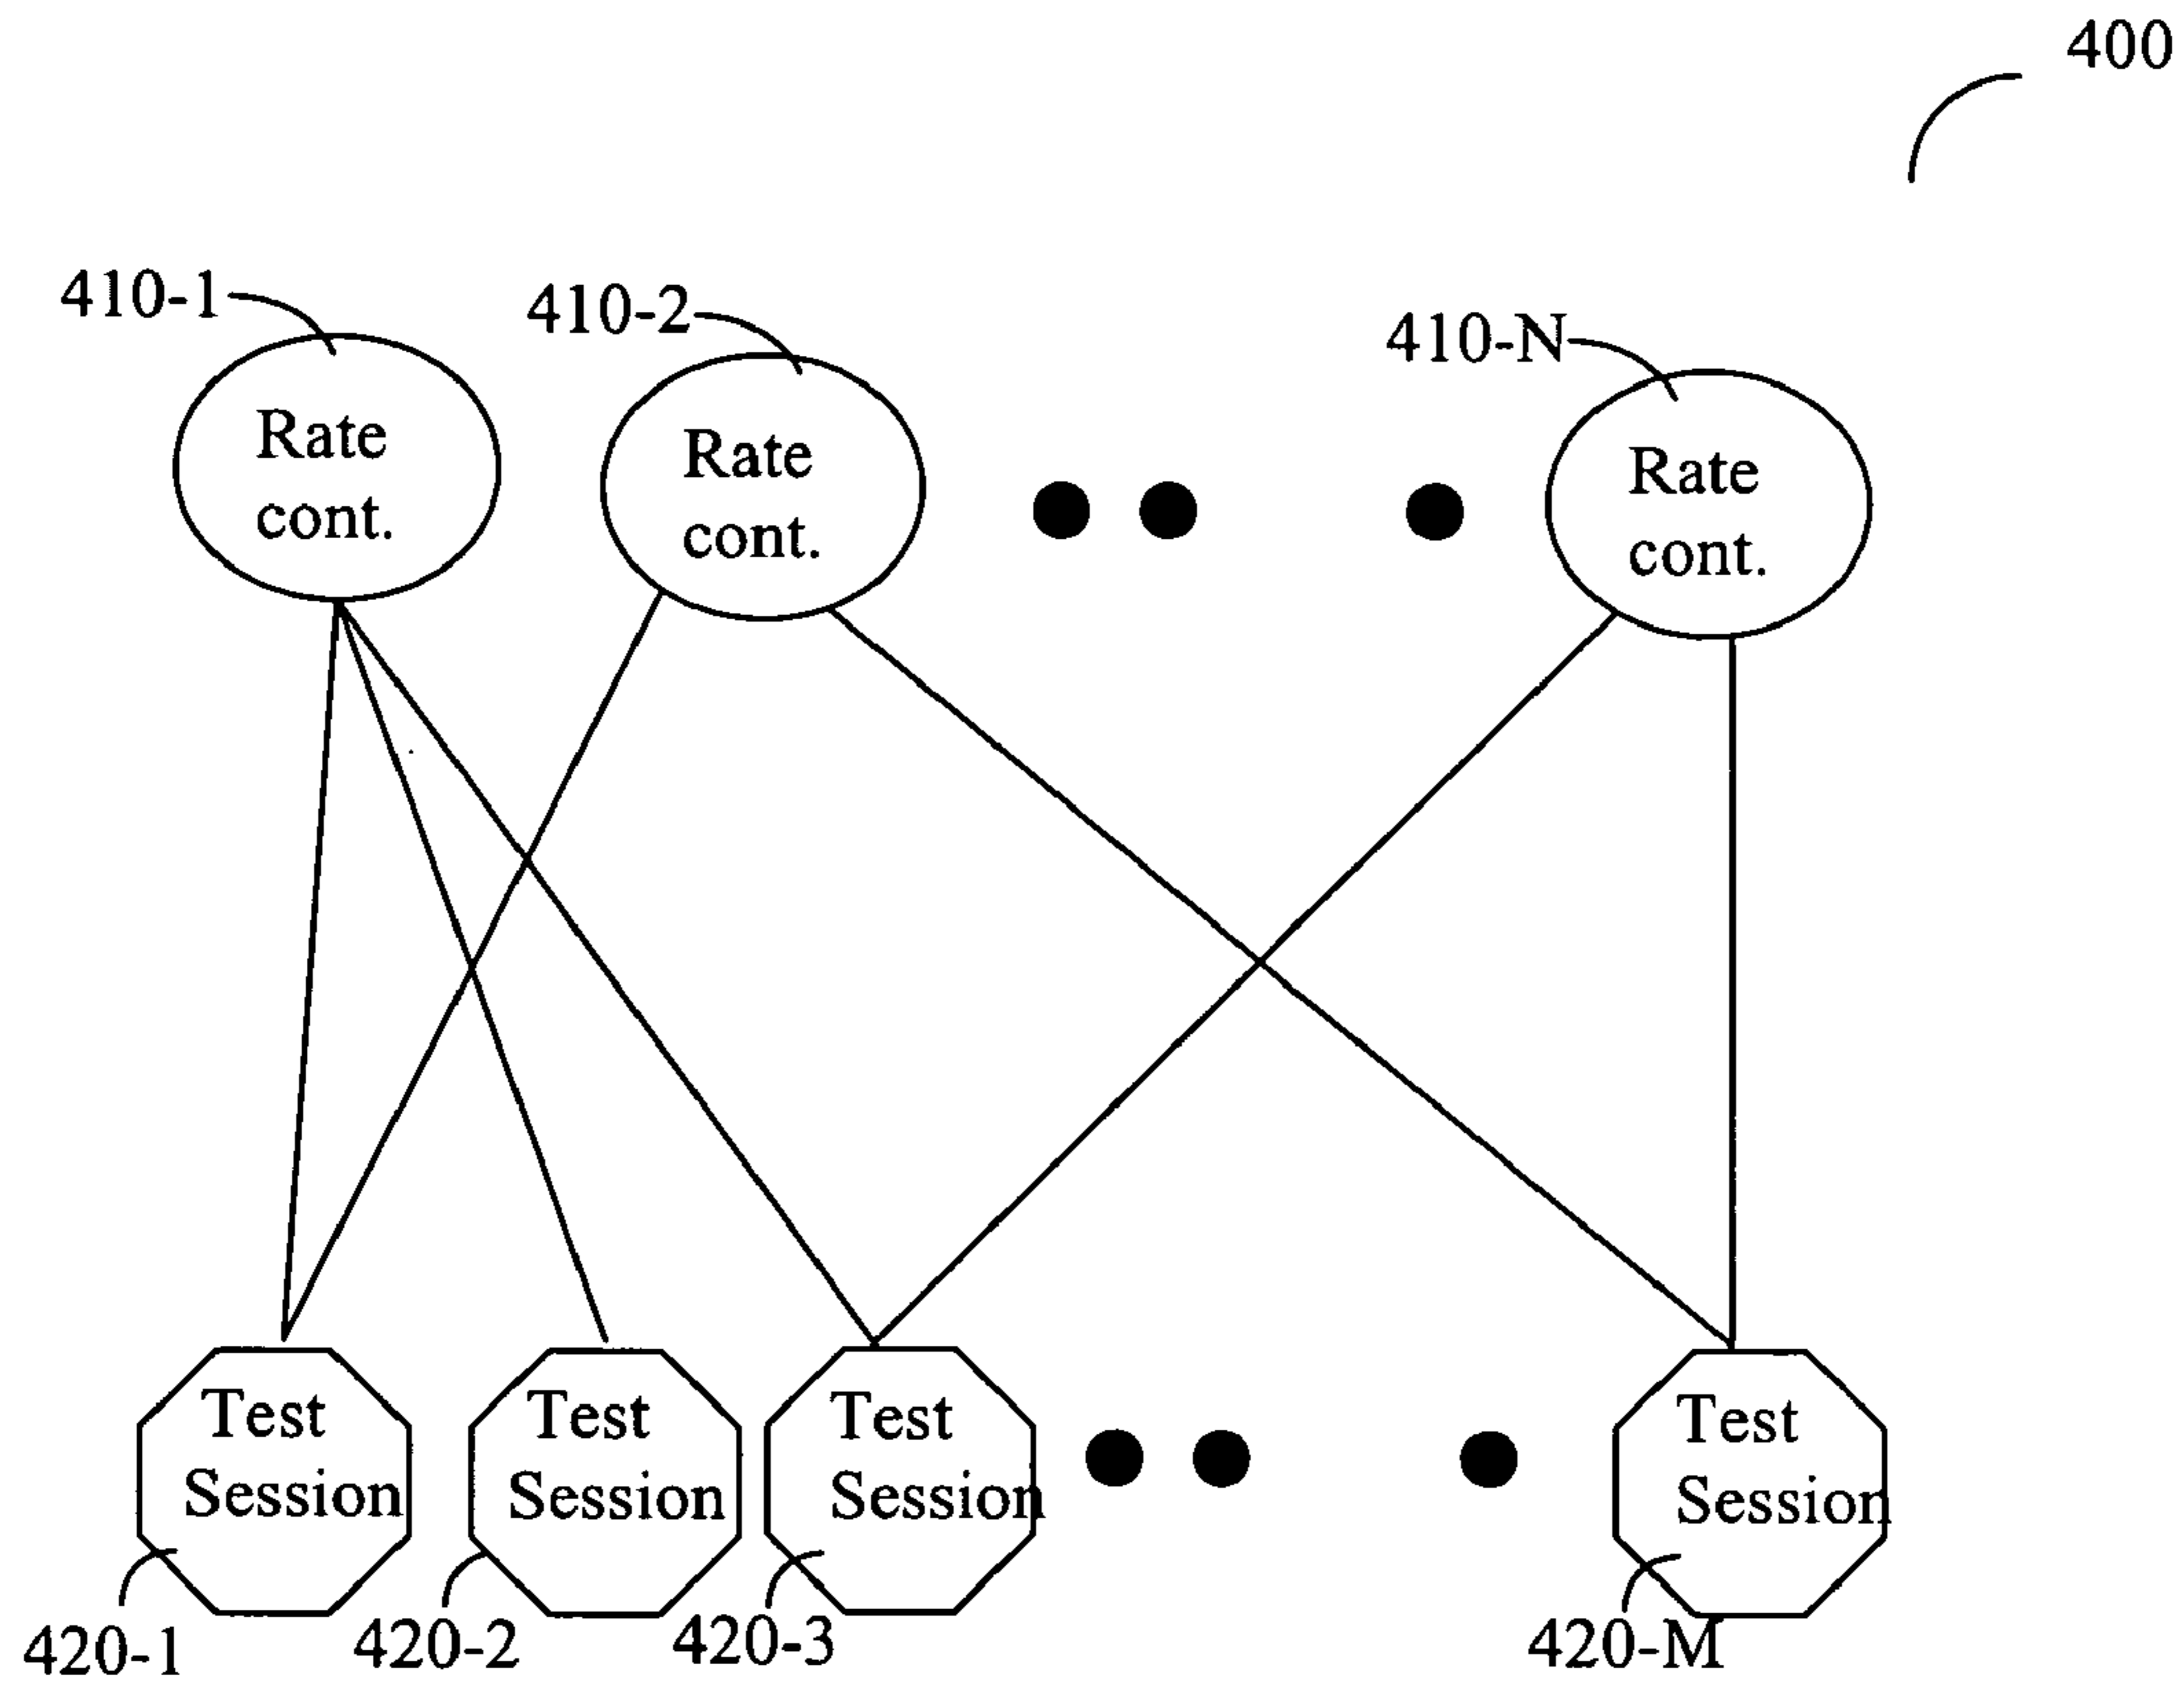 400
410-1
410-2
410-N
Rate
cont.
Rate
cont.
Rate
cont.
Test
Session
Test
Session
Test
Session
Test
Session
420-1
420-2
420-3
420-M